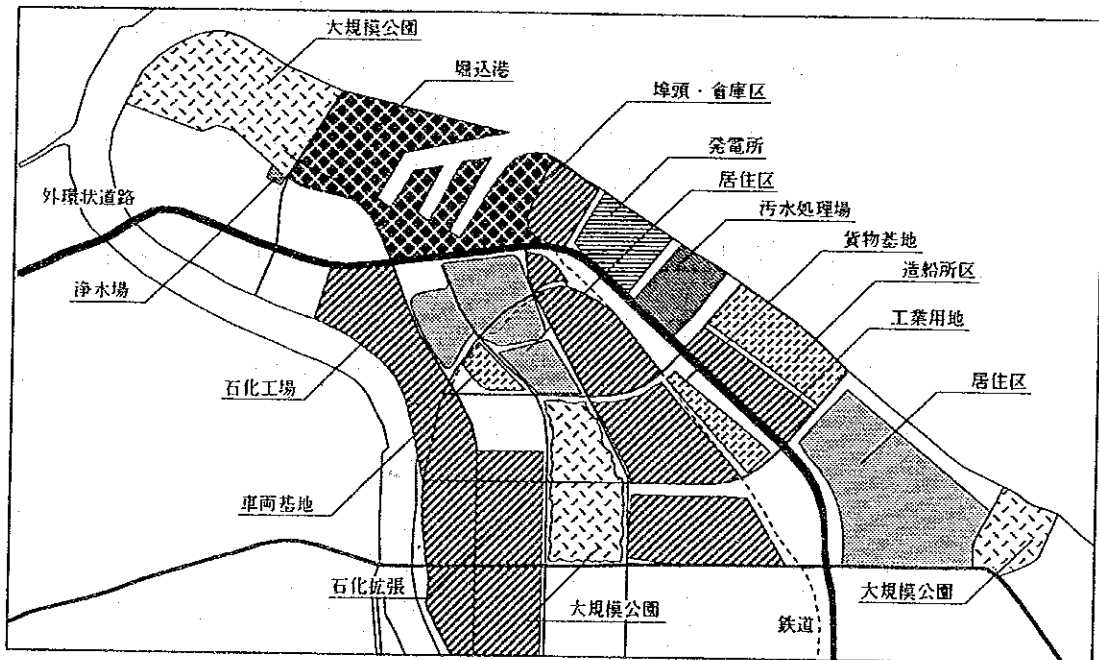 大規模公園
堀込港
埠頭・倉庫区
発電所
居住区
汚水処理場
外環状道路
貨物基地
造船所区
浄水場
工業用地
居住区
石化工場
車両基地
石化拡張
大規模公園
大規模公園
鉄道